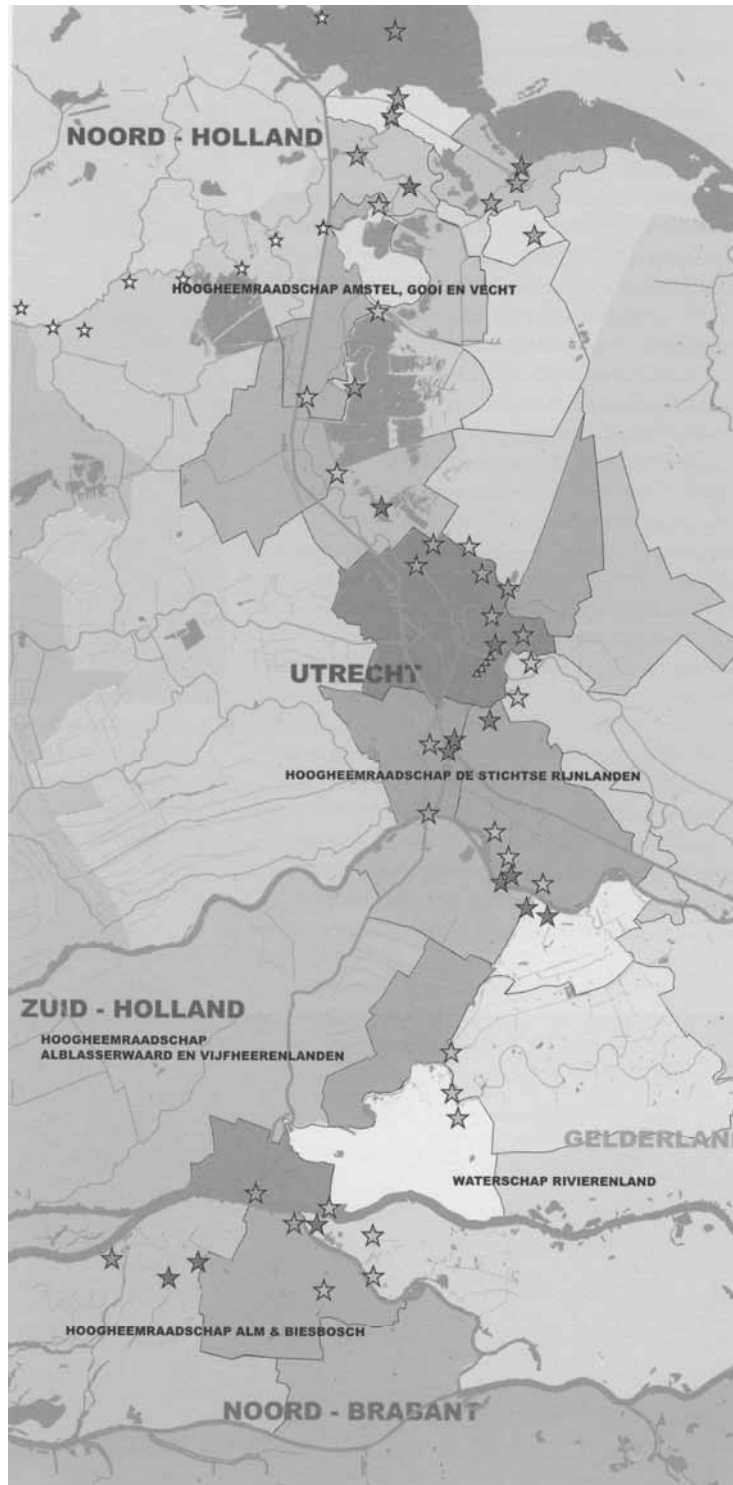 NOORD - HOLLAND
HOOGHEEMRAADSCHAP AMSTEL, GOOI EN VECHT
UTRECHT
HOOGHEEMRAADSCHAP DE STICHTSE RIJNLANDEN
ZUID - HOLLAND
HOOGHEEMRAADSCHAP
ALBLASSERWAARD EN VIJFHEERENLANDEN
GELDERLAN
WATERSCHAP RIVIERENLAND
HOOGHEEMRAADSCHAP ALM & BIESBOSCH
NOORD - BRABANT